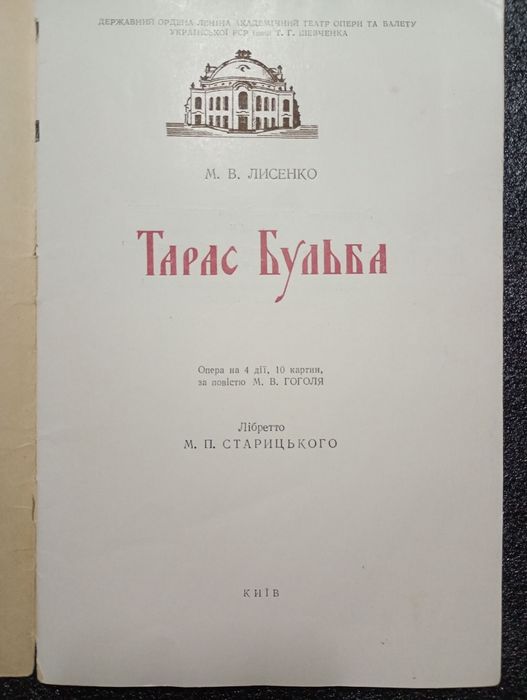 ДЕРЖАВНИЙ ОРДЕНА ЛЕНІНА АКАДЕМІЧНИЙ ТЕАТР ОПЕРИ ТА БАЛЕТУ
УКРАЇНСЬКОЇ РСР імені Т. Г. ШЕВЧЕНКА
М. В. ЛИСЕНКО
ТАРАС БУЛЬБА
Опера на 4 дії, 10 картин,
за повістю М. В. ГОГОЛЯ
Лібретто
М. П. СТАРИЦЬКОГО
КИЇВ